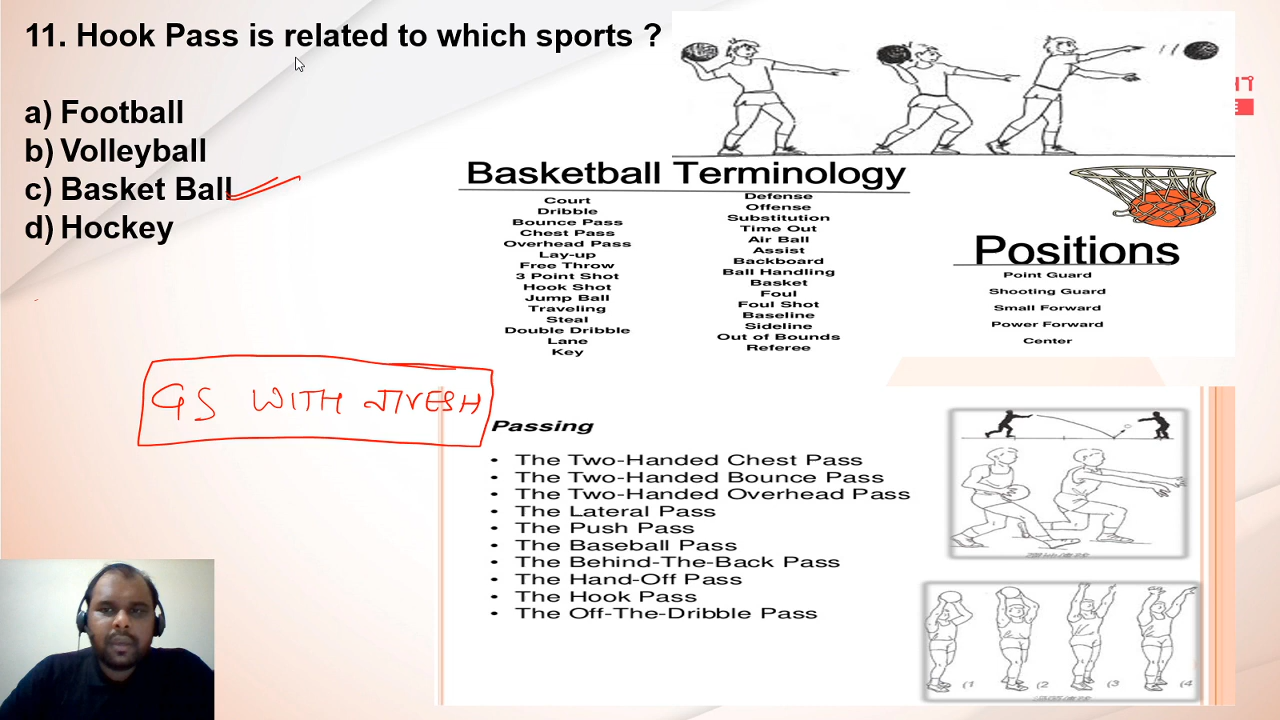 11. Hook Pass is related to which sports ?
a) Football
b) Volleyball
c) Basket Ball
d) Hockey
Basketball Terminology
Court
Dribble
Bounce Pass
Chest Pass
Overhead Pass
Lay-up
Free Throw
3 Point Shot
Hook Shot
Jump Ball
Traveling
Steal
Double Dribble
Lane
Key
Defense
Offense
Substitution
Time Out
Air Ball
Assist
Backboard
Ball Handling
Basket
Foul
Foul Shot
Baseline
Sideline
Out of Bounds
Referee
Positions
Point Guard
Shooting Guard
Small Forward
Power Forward
Center
GS WITH JIVESH
Passing
• The Two-Handed Chest Pass
• The Two-Handed Bounce Pass
• The Two-Handed Overhead Pass
• The Lateral Pass
• The Push Pass
• The Baseball Pass
• The Behind-The-Back Pass
• The Hand-Off Pass
• The Hook Pass
• The Off-The-Dribble Pass
(1 (2 (3 (4